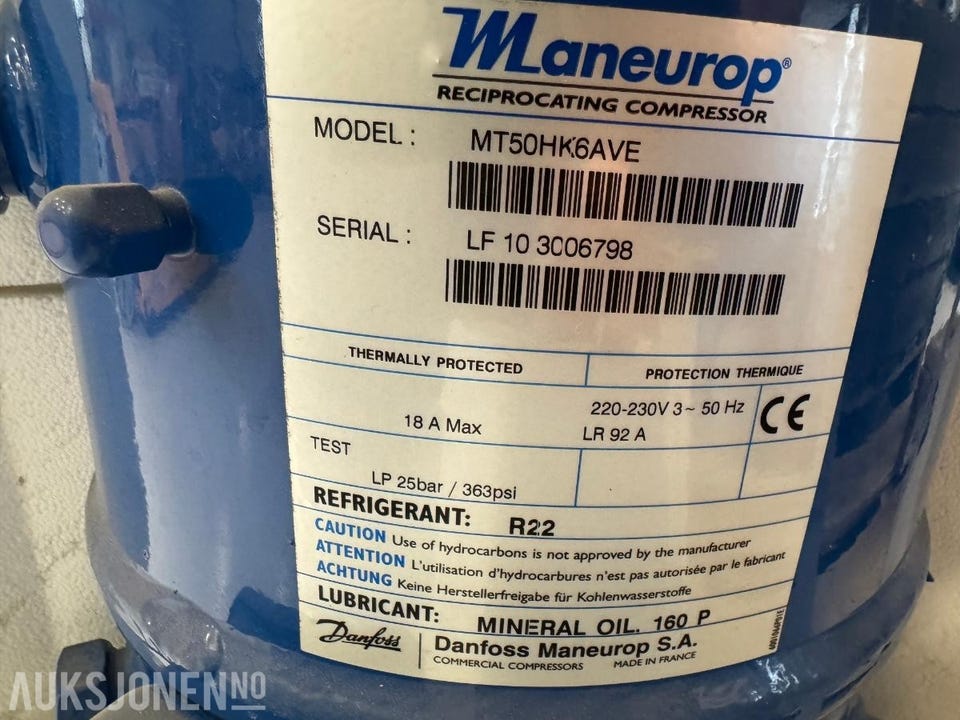 Maneurop®
RECIPROCATING COMPRESSOR
MODEL : MT50HK6AVE
SERIAL : LF 10 3006798
THERMALLY PROTECTED PROTECTION THERMIQUE
18 A Max 220-230V 3~ 50 Hz CE
LR 92 A
TEST
LP 25bar / 363psi
REFRIGERANT: R22
CAUTION Use of hydrocarbons is not approved by the manufacturer
ATTENTION L'utilisation d'hydrocarbures n'est pas autorisée par le fabricant
ACHTUNG Keine Herstellerfreigabe für Kohlenwasserstoffe
LUBRICANT: MINERAL OIL. 160 P
Danfoss Danfoss Maneurop S.A.
COMMERCIAL COMPRESSORS MADE IN FRANCE
AUKSJONEN.NO